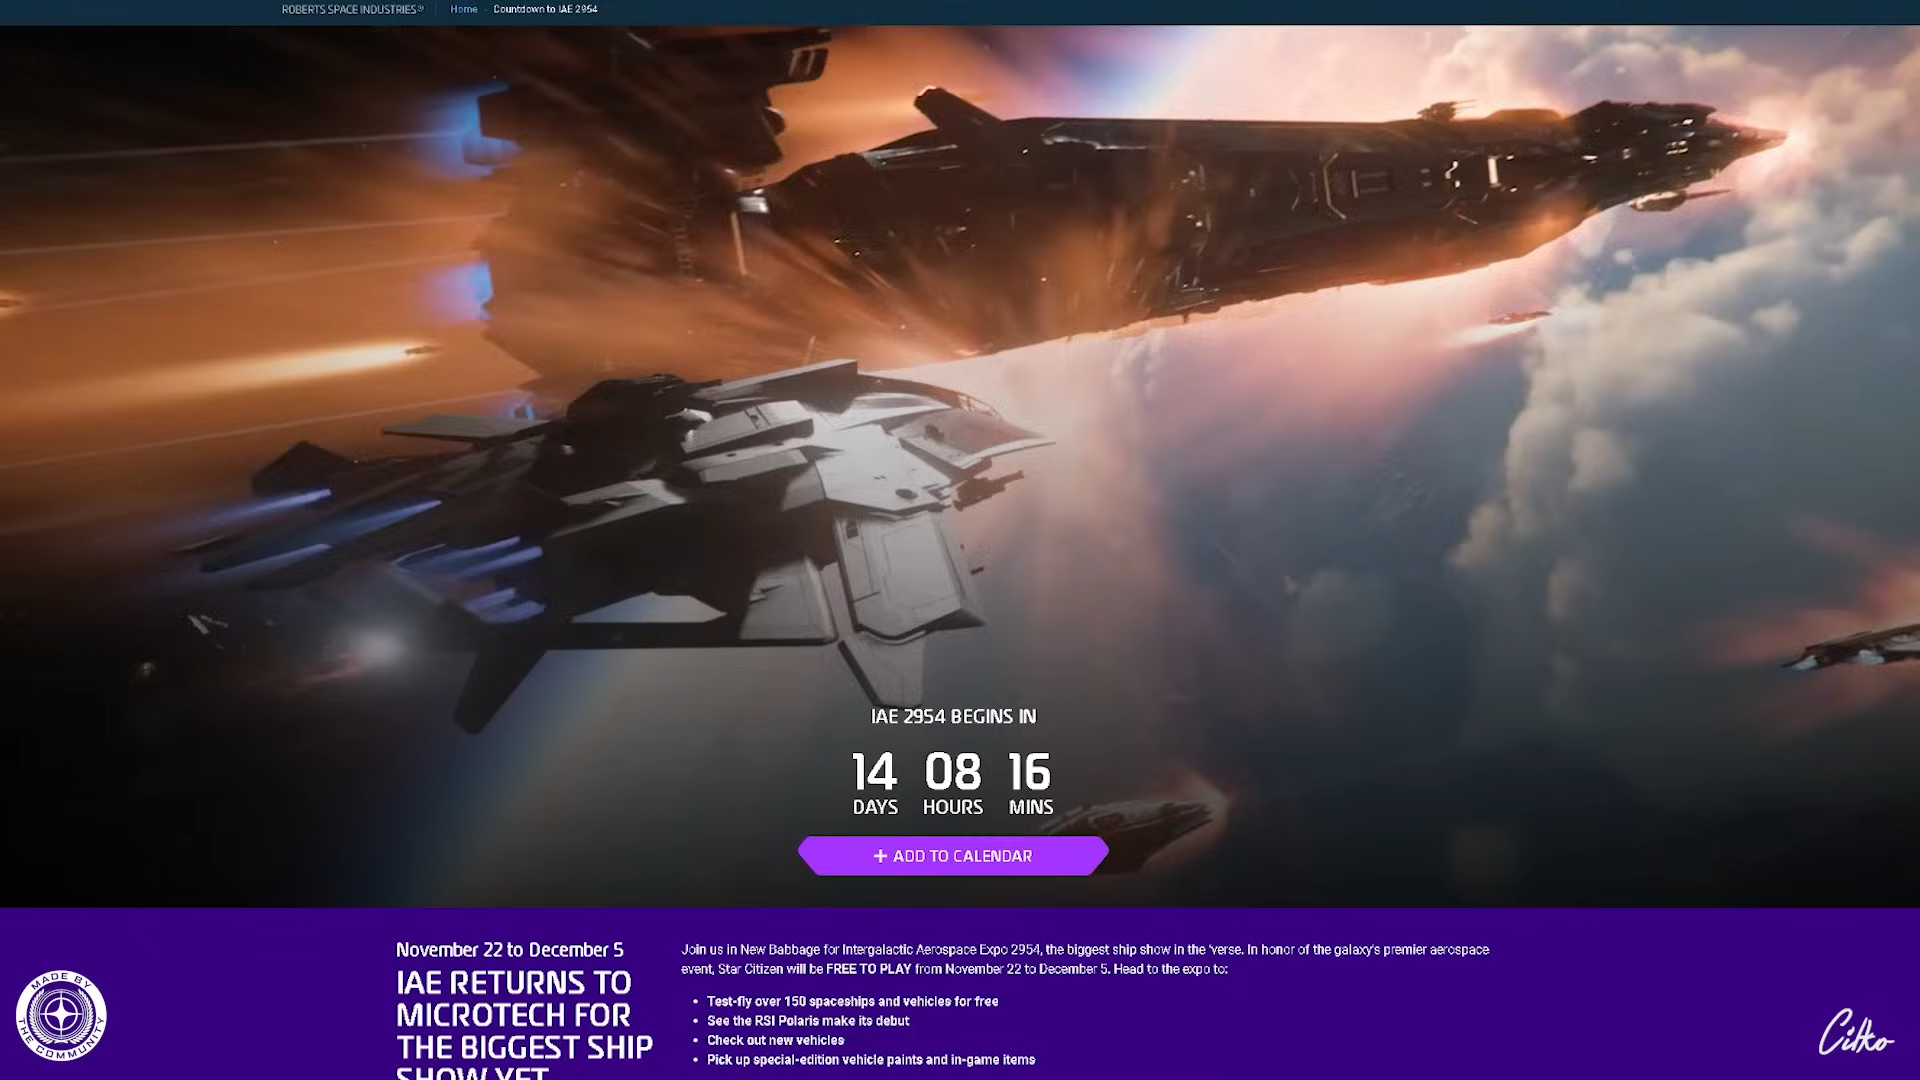 ROBERTS SPACE INDUSTRIES®
Home
Countdown to IAE 2954
IAE 2954 BEGINS IN
14 08 16
DAYS HOURS MINS
+ ADD TO CALENDAR
November 22 to December 5
IAE RETURNS TO
MICROTECH FOR
THE BIGGEST SHIP
SHOW YET
Join us in New Babbage for Intergalactic Aerospace Expo 2954, the biggest ship show in the 'verse. In honor of the galaxy's premier aerospace
event, Star Citizen will be FREE TO PLAY from November 22 to December 5. Head to the expo to:
• Test-fly over 150 spaceships and vehicles for free
• See the RSI Polaris make its debut
• Check out new vehicles
• Pick up special-edition vehicle paints and in-game items
MADE BY
THE COMMUNITY
Cilko